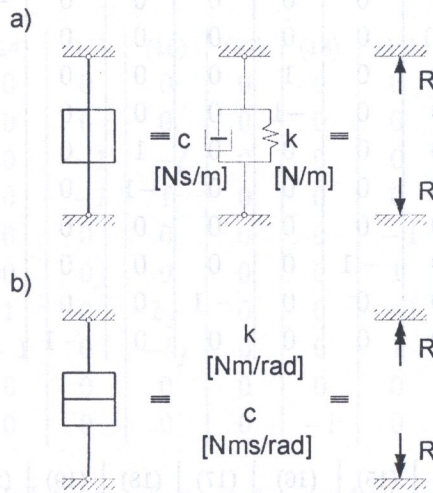 a)
R
≡ c k ≡
[Ns/m] [N/m]
R
b)
k
R
[Nm/rad]
≡ ≡
c
[Nms/rad]
R